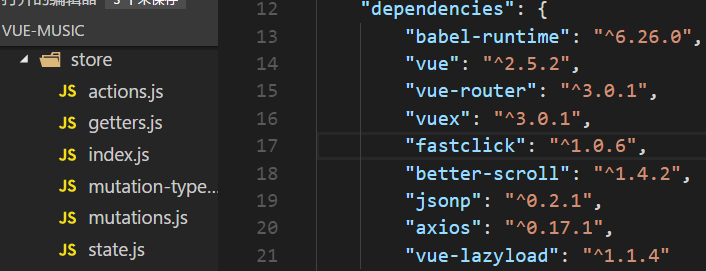 打开的编辑器 3 个未保存
VUE-MUSIC
store
JS actions.js
JS getters.js
JS index.js
JS mutation-type...
JS mutations.js
JS state.js
12 "dependencies": {
13 "babel-runtime": "^6.26.0",
14 "vue": "^2.5.2",
15 "vue-router": "^3.0.1",
16 "vuex": "^3.0.1",
17 "fastclick": "^1.0.6",
18 "better-scroll": "^1.4.2",
19 "jsonp": "^0.2.1",
20 "axios": "^0.17.1",
21 "vue-lazyload": "^1.1.4"